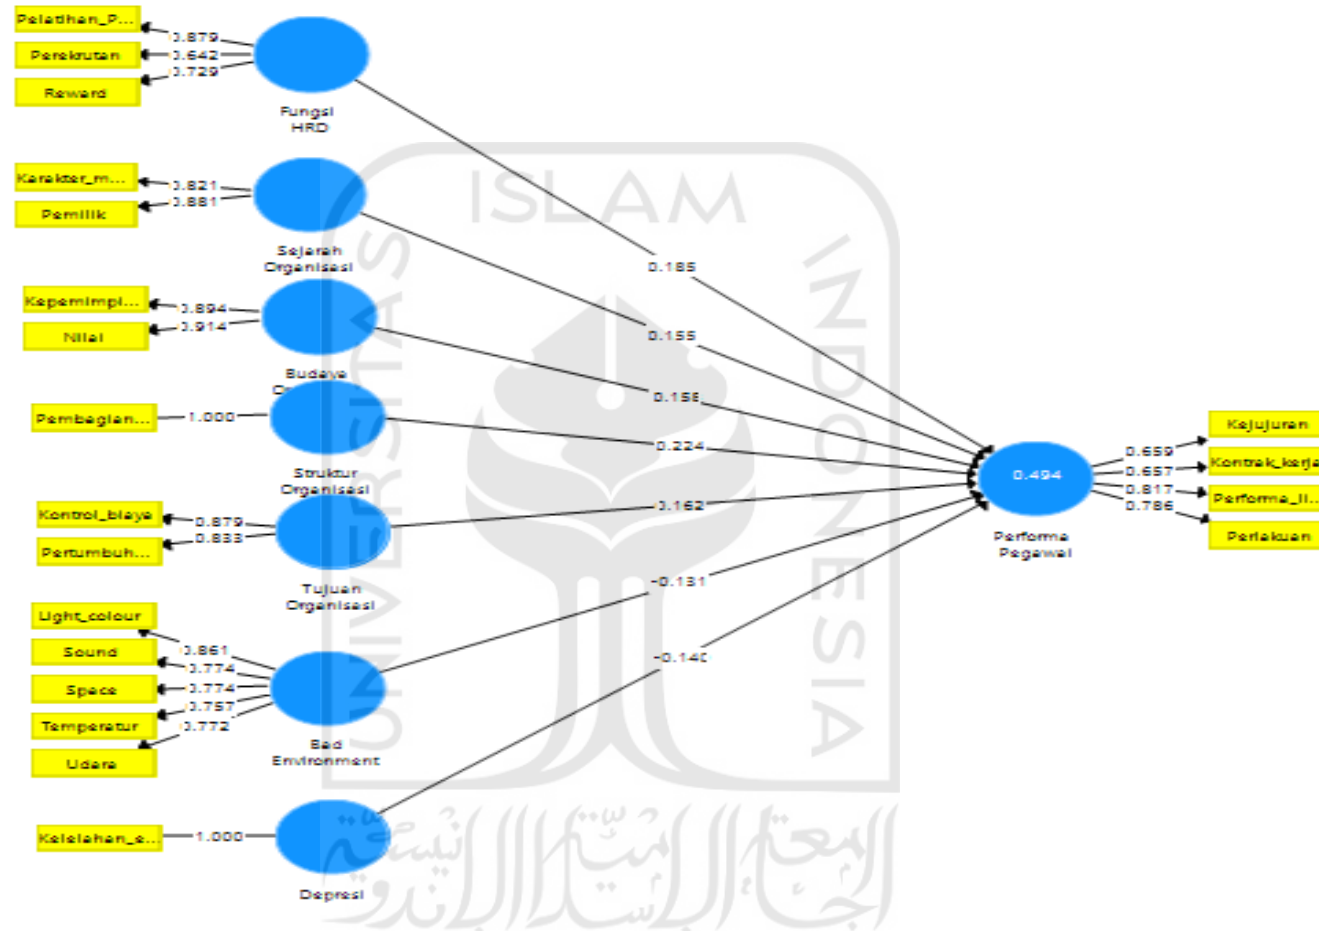 Pelatihan_P...
0.879
Perekrutan
0.642
Reward
0.729
Fungsi
HRD
Karakter_m...
0.821
Pemilik
0.881
Sejarah
Organisasi
Kepemimpi...
0.894
Nilai
0.914
Budaya
Pembagian...
1.000
Struktur
Organisasi
Kontrol_biaya
0.879
Pertumbuh...
0.833
Tujuan
Organisasi
Light_colour
0.861
Sound
0.774
Space
0.774
Temperatur
0.757
Udara
0.772
Bad
Environment
Kelelahan_e...
1.000
Depresi
0.185
0.155
0.158
0.224
0.162
-0.131
-0.140
0.494
Performa
Pegawai
0.659
Kejujuran
0.657
Kontrak_kerja
0.817
Performa_li...
0.786
Perlakuan
ISLAM
UNIVERSITAS
INDONESIA